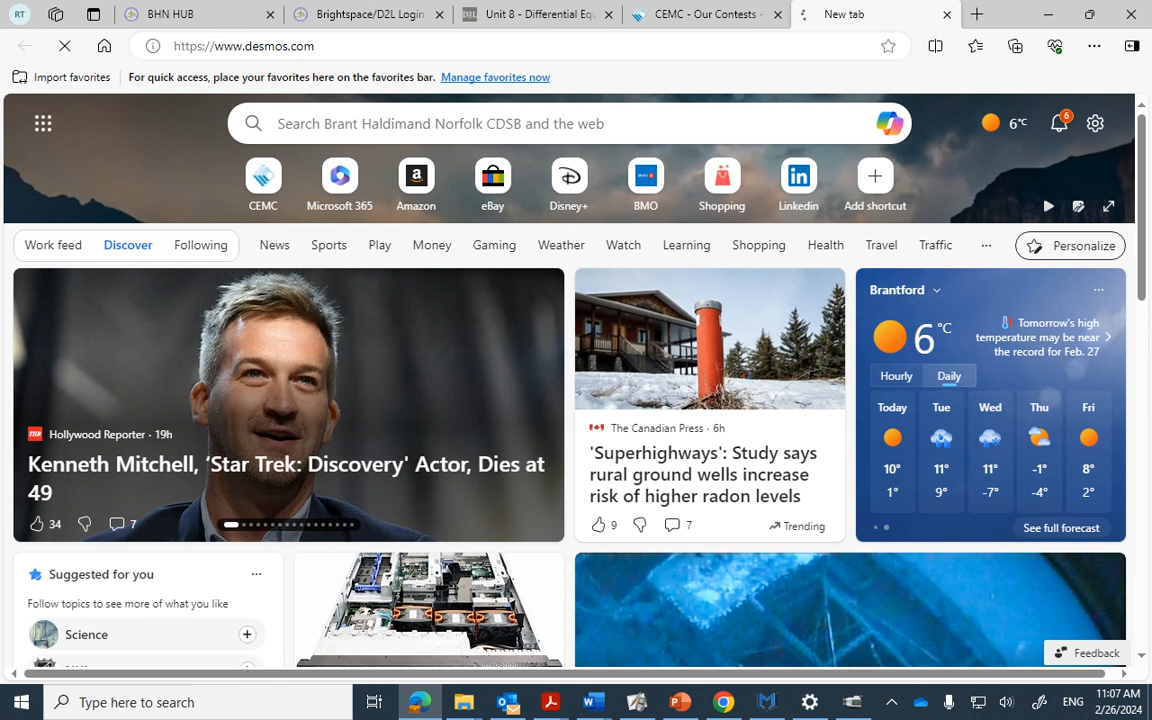 RT
BHN HUB
Brightspace/D2L Login
Unit 8 - Differential Equ
CEMC - Our Contests -
New tab
https://www.desmos.com
Import favorites
For quick access, place your favorites here on the favorites bar. Manage favorites now
Search Brant Haldimand Norfolk CDSB and the web
6°C
6
CEMC
Microsoft 365
Amazon
eBay
Disney+
BMO
Shopping
Linkedin
Add shortcut
Work feed
Discover
Following
News
Sports
Play
Money
Gaming
Weather
Watch
Learning
Shopping
Health
Travel
Traffic
Personalize
Hollywood Reporter · 19h
Kenneth Mitchell, ‘Star Trek: Discovery' Actor, Dies at
49
34
7
The Canadian Press · 6h
'Superhighways': Study says
rural ground wells increase
risk of higher radon levels
9
7
Trending
Brantford
6 °C
Tomorrow's high
temperature may be near
the record for Feb. 27
Hourly
Daily
Today Tue Wed Thu Fri
10° 11° 11° -1° 8°
1° 9° -7° -4° 2°
See full forecast
Suggested for you
Follow topics to see more of what you like
Science
Feedback
Type here to search
ENG
11:07 AM
2/26/2024